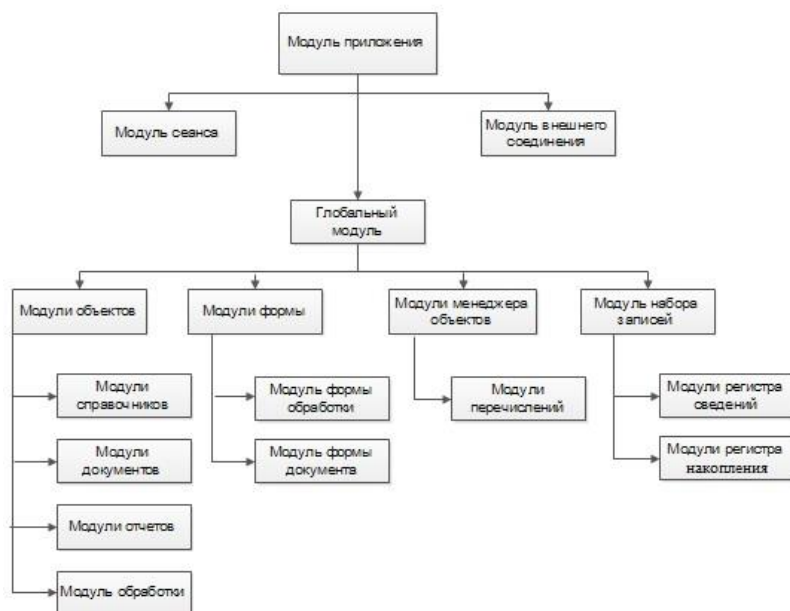 Модуль приложения
Модуль сеанса
Модуль внешнего
соединения
Глобальный
модуль
Модули объектов
Модули формы
Модули менеджера
объектов
Модуль набора
записей
Модули
справочников
Модуль формы
обработки
Модули
перечислений
Модули регистра
сведений
Модули
документов
Модуль формы
документа
Модули регистра
накопления
Модули отчетов
Модуль обработки